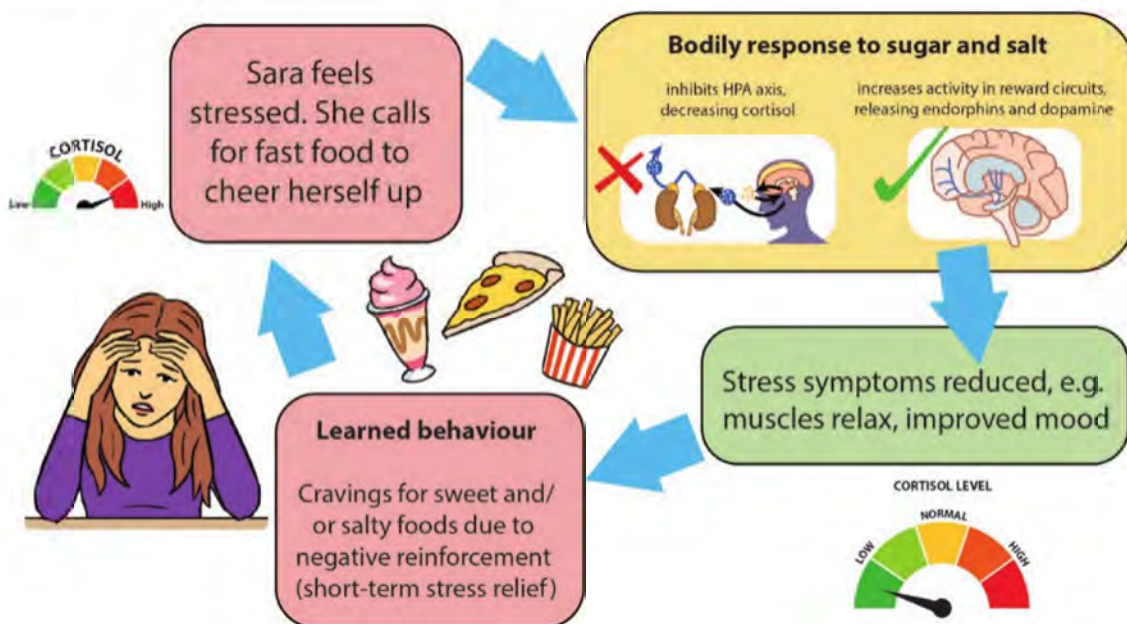 Sara feels
stressed. She calls
for fast food to
cheer herself up
CORTISOL
Low
High
Bodily response to sugar and salt
inhibits HPA axis,
decreasing cortisol
increases activity in reward circuits,
releasing endorphins and dopamine
Stress symptoms reduced, e.g.
muscles relax, improved mood
CORTISOL LEVEL
LOW
NORMAL
HIGH
Learned behaviour
Cravings for sweet and/
or salty foods due to
negative reinforcement
(short-term stress relief)